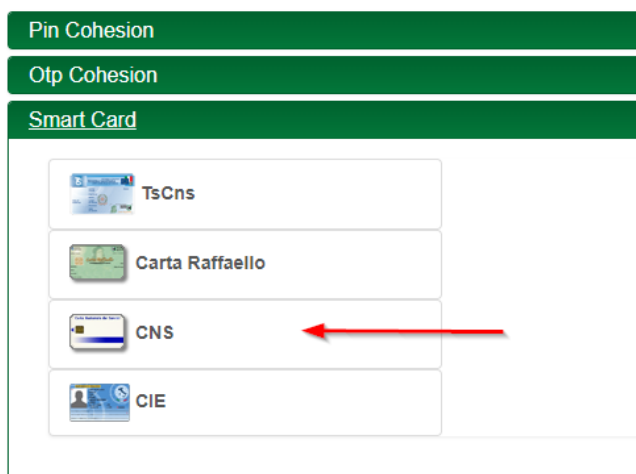 Pin Cohesion
Otp Cohesion
Smart Card
TsCns
Carta Raffaello
CNS
CIE